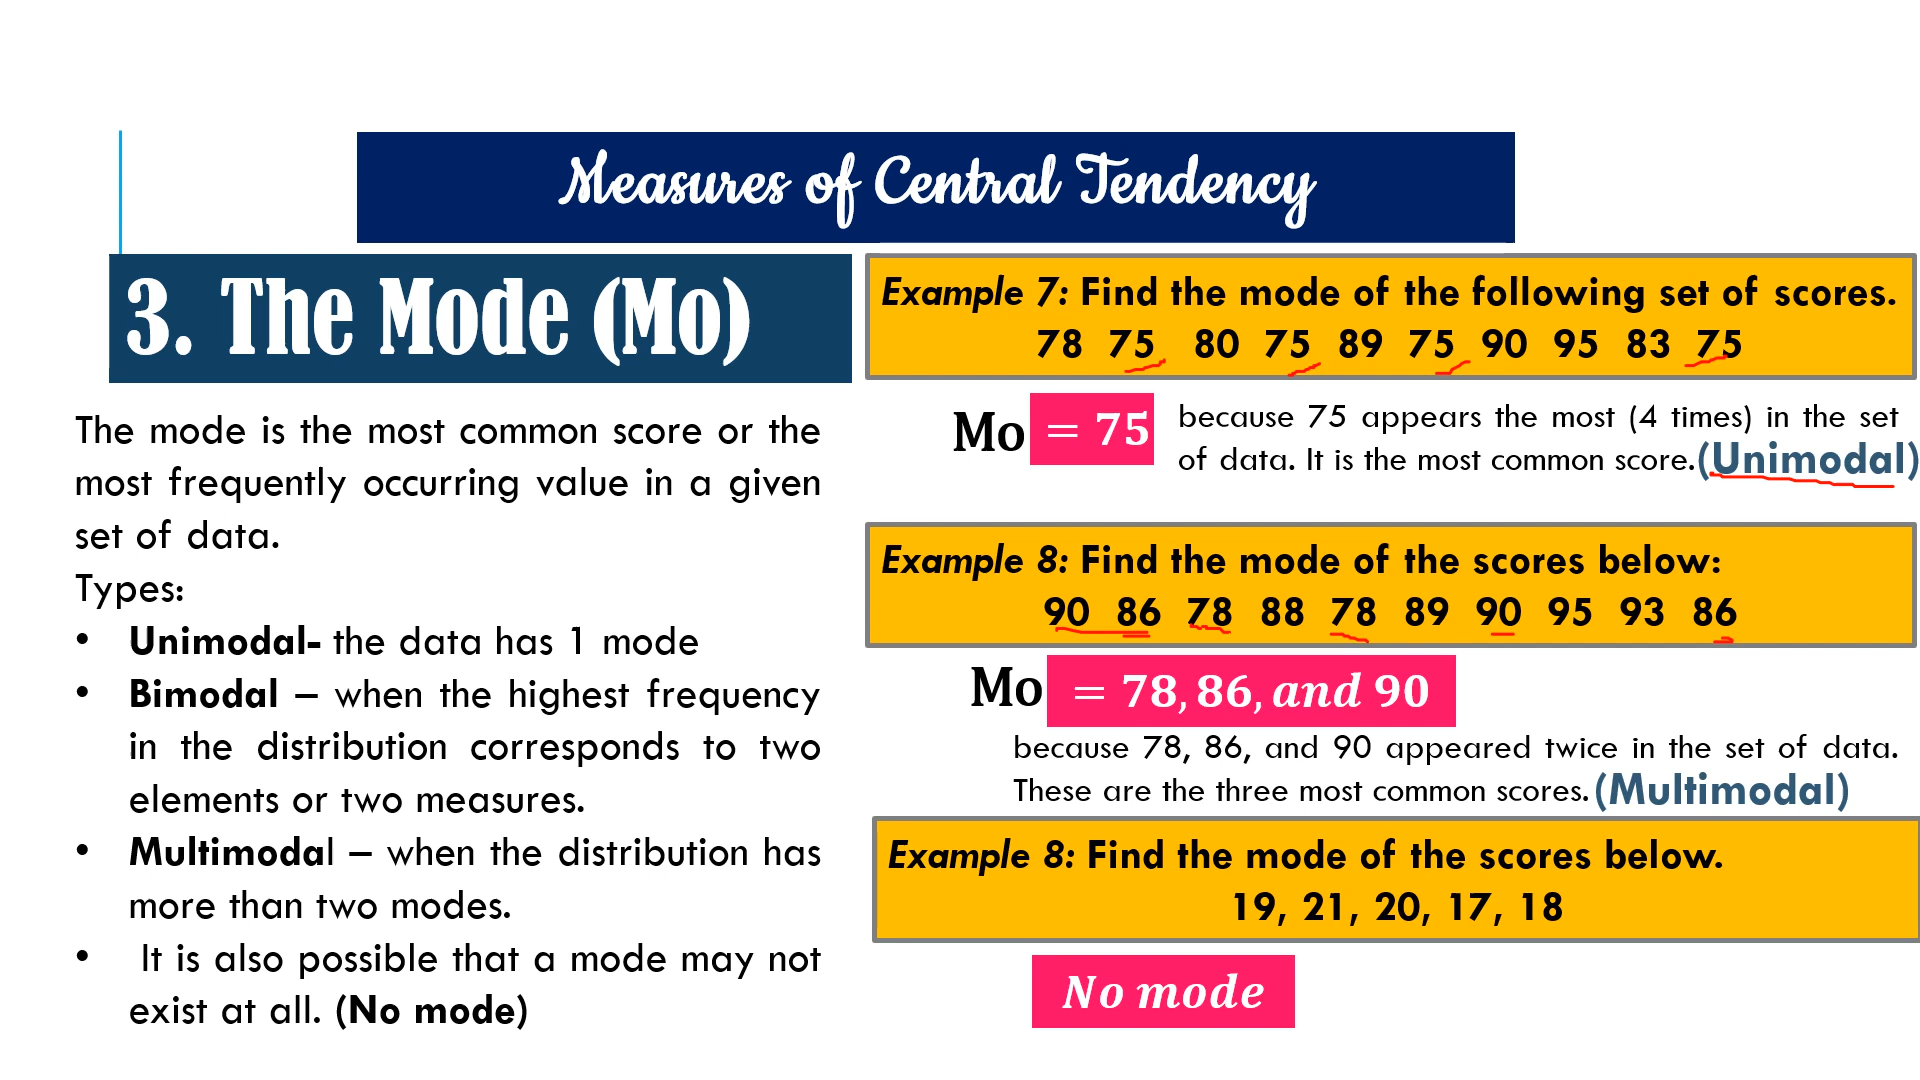 Measures of Central Tendency
3. The Mode (Mo)
The mode is the most common score or the
most frequently occurring value in a given
set of data.
Types:
• Unimodal- the data has 1 mode
• Bimodal – when the highest frequency
in the distribution corresponds to two
elements or two measures.
• Multimodal – when the distribution has
more than two modes.
• It is also possible that a mode may not
exist at all. (No mode)
Example 7: Find the mode of the following set of scores.
78 75 80 75 89 75 90 95 83 75
Mo = 75
because 75 appears the most (4 times) in the set
of data. It is the most common score. (Unimodal)
Example 8: Find the mode of the scores below:
90 86 78 88 78 89 90 95 93 86
Mo = 78, 86, and 90
because 78, 86, and 90 appeared twice in the set of data.
These are the three most common scores. (Multimodal)
Example 8: Find the mode of the scores below.
19, 21, 20, 17, 18
No mode